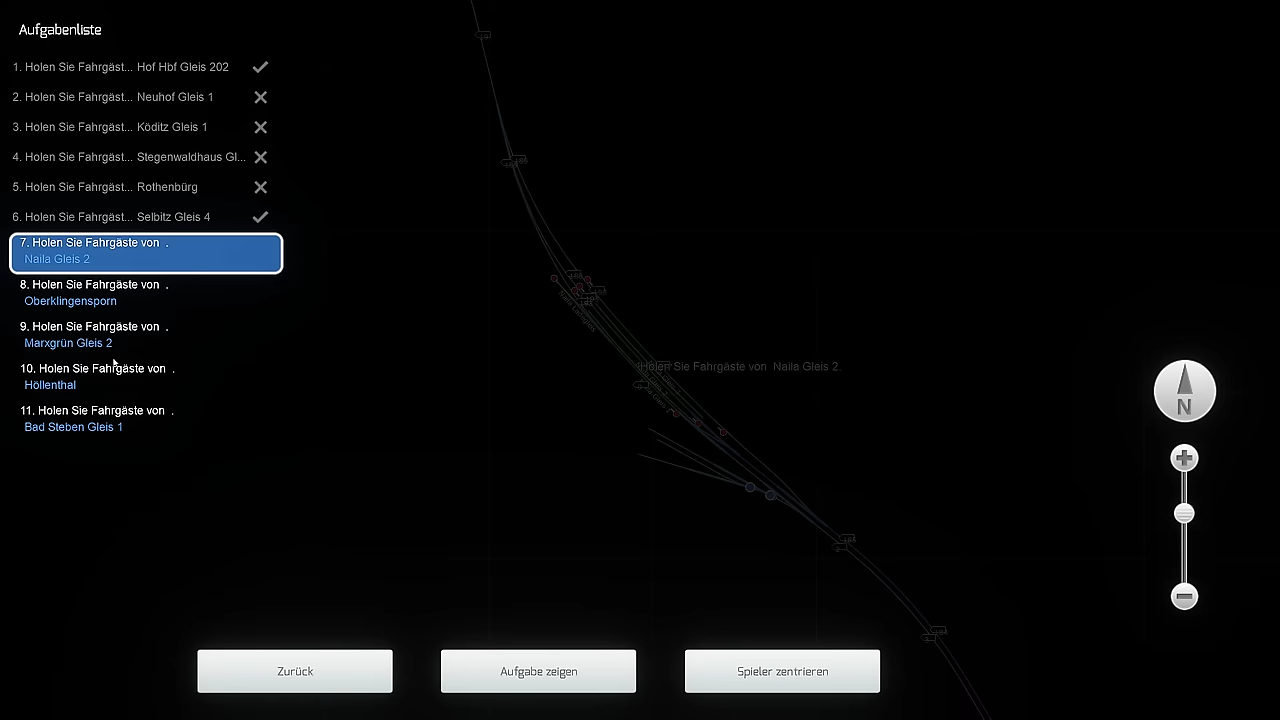 Aufgabenliste
1. Holen Sie Fahrgäst... Hof Hbf Gleis 202
2. Holen Sie Fahrgäst... Neuhof Gleis 1
3. Holen Sie Fahrgäst... Köditz Gleis 1
4. Holen Sie Fahrgäst... Stegenwaldhaus Gl...
5. Holen Sie Fahrgäst... Rothenbürg
6. Holen Sie Fahrgäst... Selbitz Gleis 4
7. Holen Sie Fahrgäste von .
Naila Gleis 2
8. Holen Sie Fahrgäste von .
Oberklingensporn
9. Holen Sie Fahrgäste von .
Marxgrün Gleis 2
10. Holen Sie Fahrgäste von .
Höllenthal
11. Holen Sie Fahrgäste von .
Bad Steben Gleis 1
Holen Sie Fahrgäste von Naila Gleis 2.
N
Zurück
Aufgabe zeigen
Spieler zentrieren